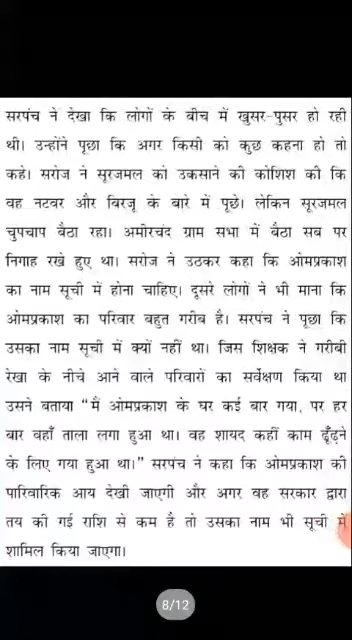 सरपंच ने देखा कि लोगों के बीच में खुसर-पुसर हो रही
थी। उन्होंने पूछा कि अगर किसी को कुछ कहना हो तो
कहे। सरोज ने सूरजमल को उकसाने की कोशिश की कि
वह नटवर और बिरजू के बारे में पूछे। लेकिन सूरजमल
चुपचाप बैठा रहा। अमीरचंद ग्राम सभा में बैठा सब पर
निगाह रखे हुए था। सरोज ने उठकर कहा कि ओमप्रकाश
का नाम सूची में होना चाहिए। दूसरे लोगों ने भी माना कि
ओमप्रकाश का परिवार बहुत गरीब है। सरपंच ने पूछा कि
उसका नाम सूची में क्यों नहीं था। जिस शिक्षक ने गरीबी
रेखा के नीचे आने वाले परिवारों का सर्वेक्षण किया था
उसने बताया "मैं ओमप्रकाश के घर कई बार गया, पर हर
बार वहाँ ताला लगा हुआ था। वह शायद कहीं काम ढूँढ़ने
के लिए गया हुआ था।" सरपंच ने कहा कि ओमप्रकाश की
पारिवारिक आय देखी जाएगी और अगर वह सरकार द्वारा
तय की गई राशि से कम है तो उसका नाम भी सूची में
शामिल किया जाएगा।
8/12